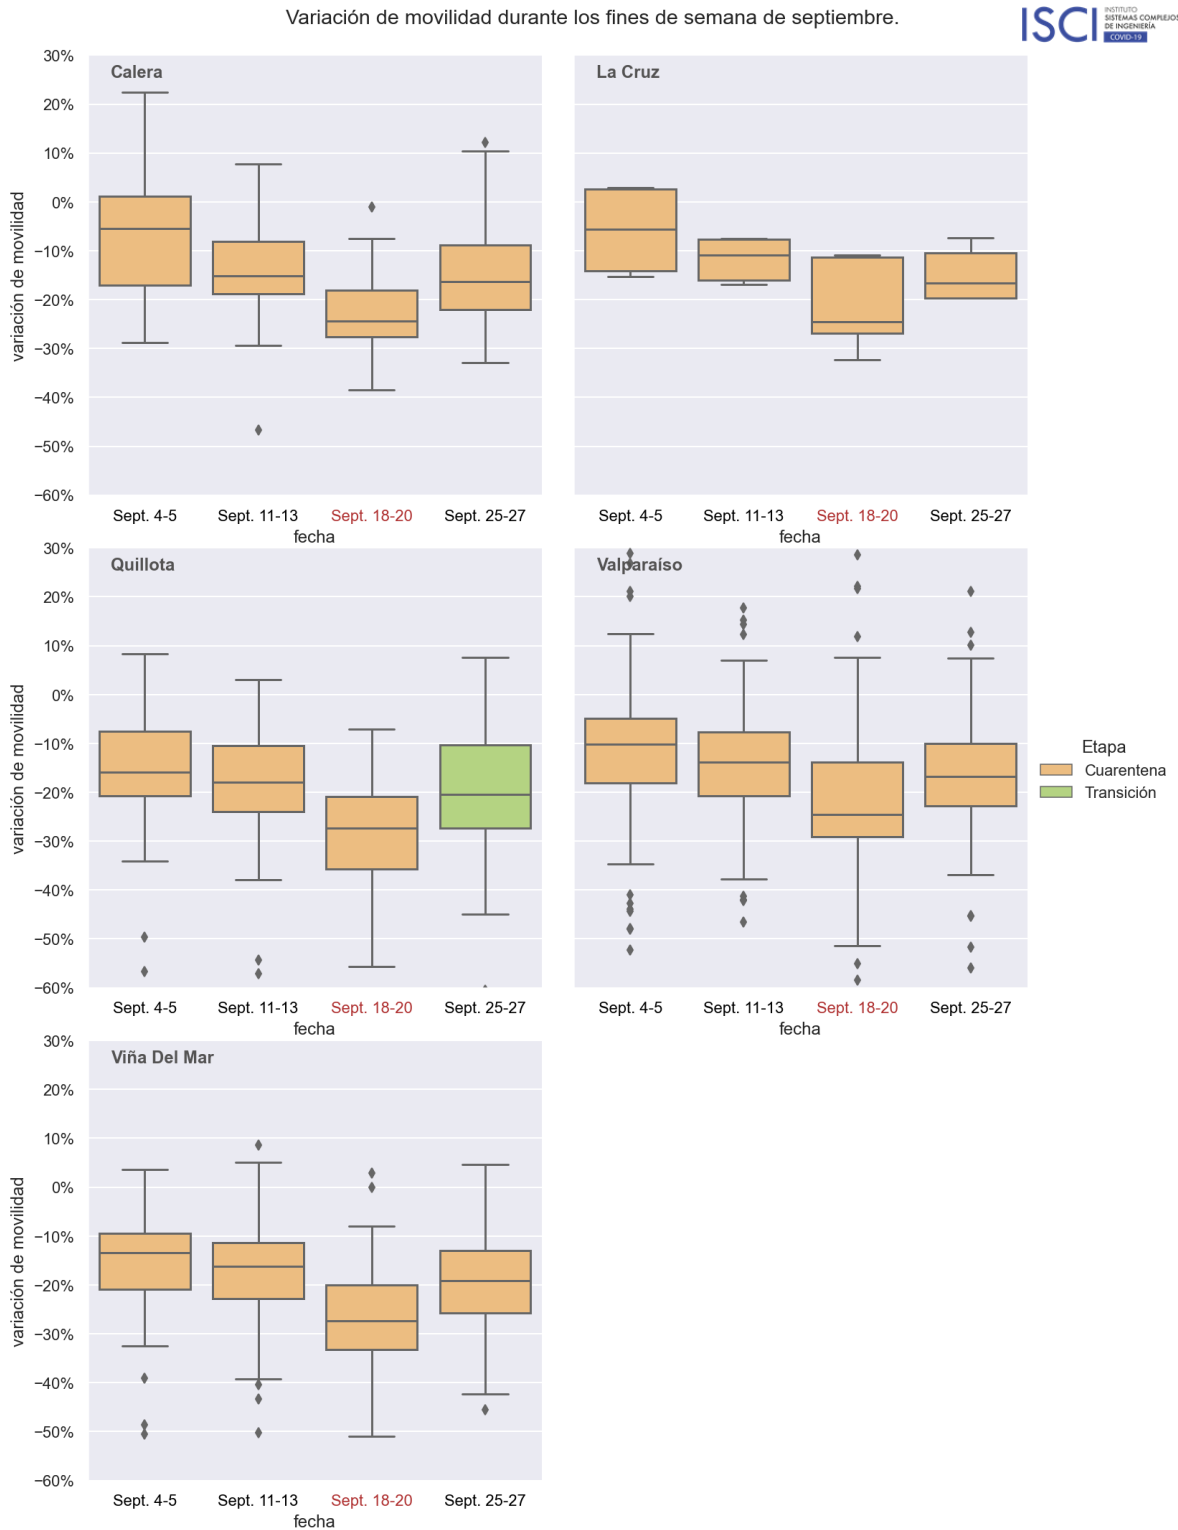 Variación de movilidad durante los fines de semana de septiembre.
ISCI
INSTITUTO
SISTEMAS COMPLEJOS
DE INGENIERÍA
COVID-19
Calera
30%
20%
10%
0%
−10%
−20%
−30%
−40%
−50%
−60%
variación de movilidad
Sept. 4-5
Sept. 11-13
Sept. 18-20
Sept. 25-27
fecha
La Cruz
Sept. 4-5
Sept. 11-13
Sept. 18-20
Sept. 25-27
fecha
Quillota
30%
20%
10%
0%
−10%
−20%
−30%
−40%
−50%
−60%
variación de movilidad
Sept. 4-5
Sept. 11-13
Sept. 18-20
Sept. 25-27
fecha
Valparaíso
Sept. 4-5
Sept. 11-13
Sept. 18-20
Sept. 25-27
fecha
Etapa
Cuarentena
Transición
Viña Del Mar
30%
20%
10%
0%
−10%
−20%
−30%
−40%
−50%
−60%
variación de movilidad
Sept. 4-5
Sept. 11-13
Sept. 18-20
Sept. 25-27
fecha